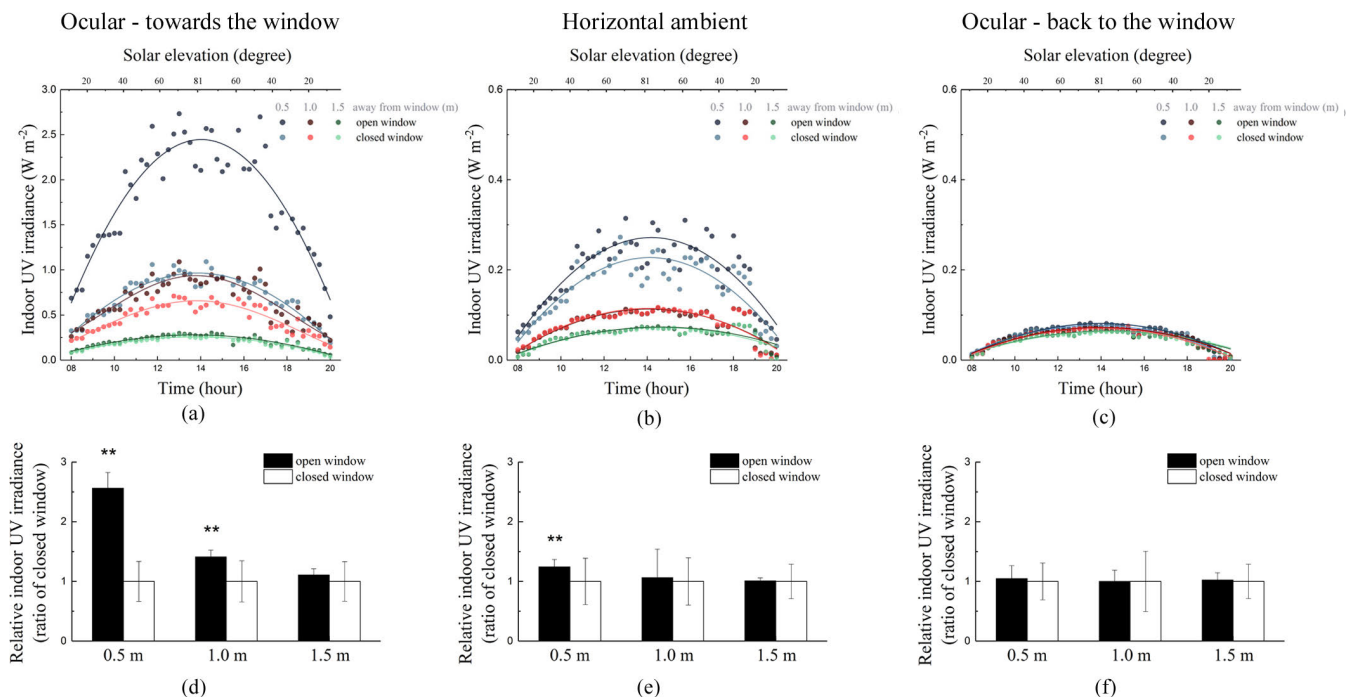 Ocular - towards the window
Horizontal ambient
Ocular - back to the window
Solar elevation (degree)
20 40 60 81 60 40 20
3.0
2.5
2.0
1.5
1.0
0.5
0.0
Indoor UV irradiance (W m-2)
0.5 1.0 1.5 away from window (m)
open window
closed window
08 10 12 14 16 18 20
Time (hour)
(a)
Solar elevation (degree)
20 40 60 81 60 40 20
0.6
0.4
0.2
0.0
Indoor UV irradiance (W m-2)
0.5 1.0 1.5 away from window (m)
open window
closed window
08 10 12 14 16 18 20
Time (hour)
(b)
Solar elevation (degree)
20 40 60 81 60 40 20
0.6
0.4
0.2
0.0
Indoor UV irradiance (W m-2)
0.5 1.0 1.5 away from window (m)
open window
closed window
08 10 12 14 16 18 20
Time (hour)
(c)
Relative indoor UV irradiance
(ratio of closed window)
3
2
1
0
**
**
open window
closed window
0.5 m 1.0 m 1.5 m
(d)
Relative indoor UV irradiance
(ratio of closed window)
3
2
1
0
**
open window
closed window
0.5 m 1.0 m 1.5 m
(e)
Relative indoor UV irradiance
(ratio of closed window)
3
2
1
0
open window
closed window
0.5 m 1.0 m 1.5 m
(f)